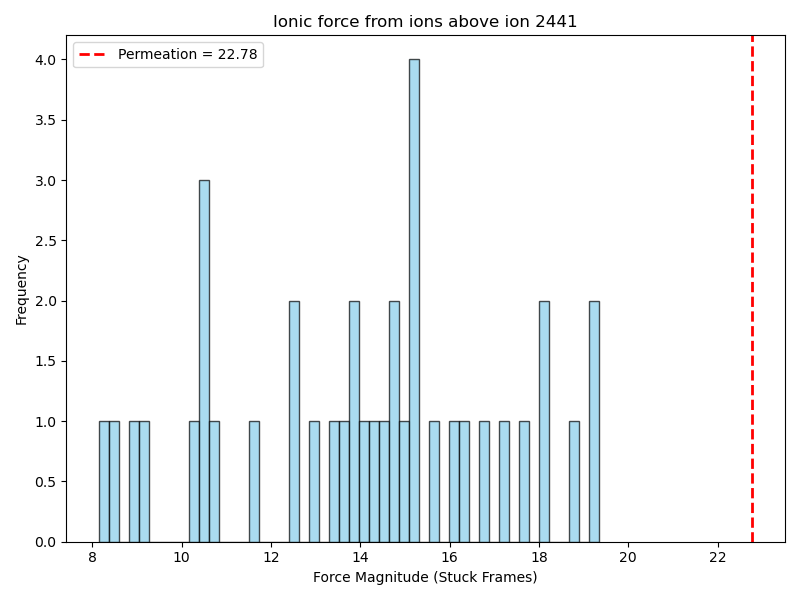 Ionic force from ions above ion 2441
Permeation = 22.78
Frequency
4.0
3.5
3.0
2.5
2.0
1.5
1.0
0.5
0.0
8 10 12 14 16 18 20 22
Force Magnitude (Stuck Frames)